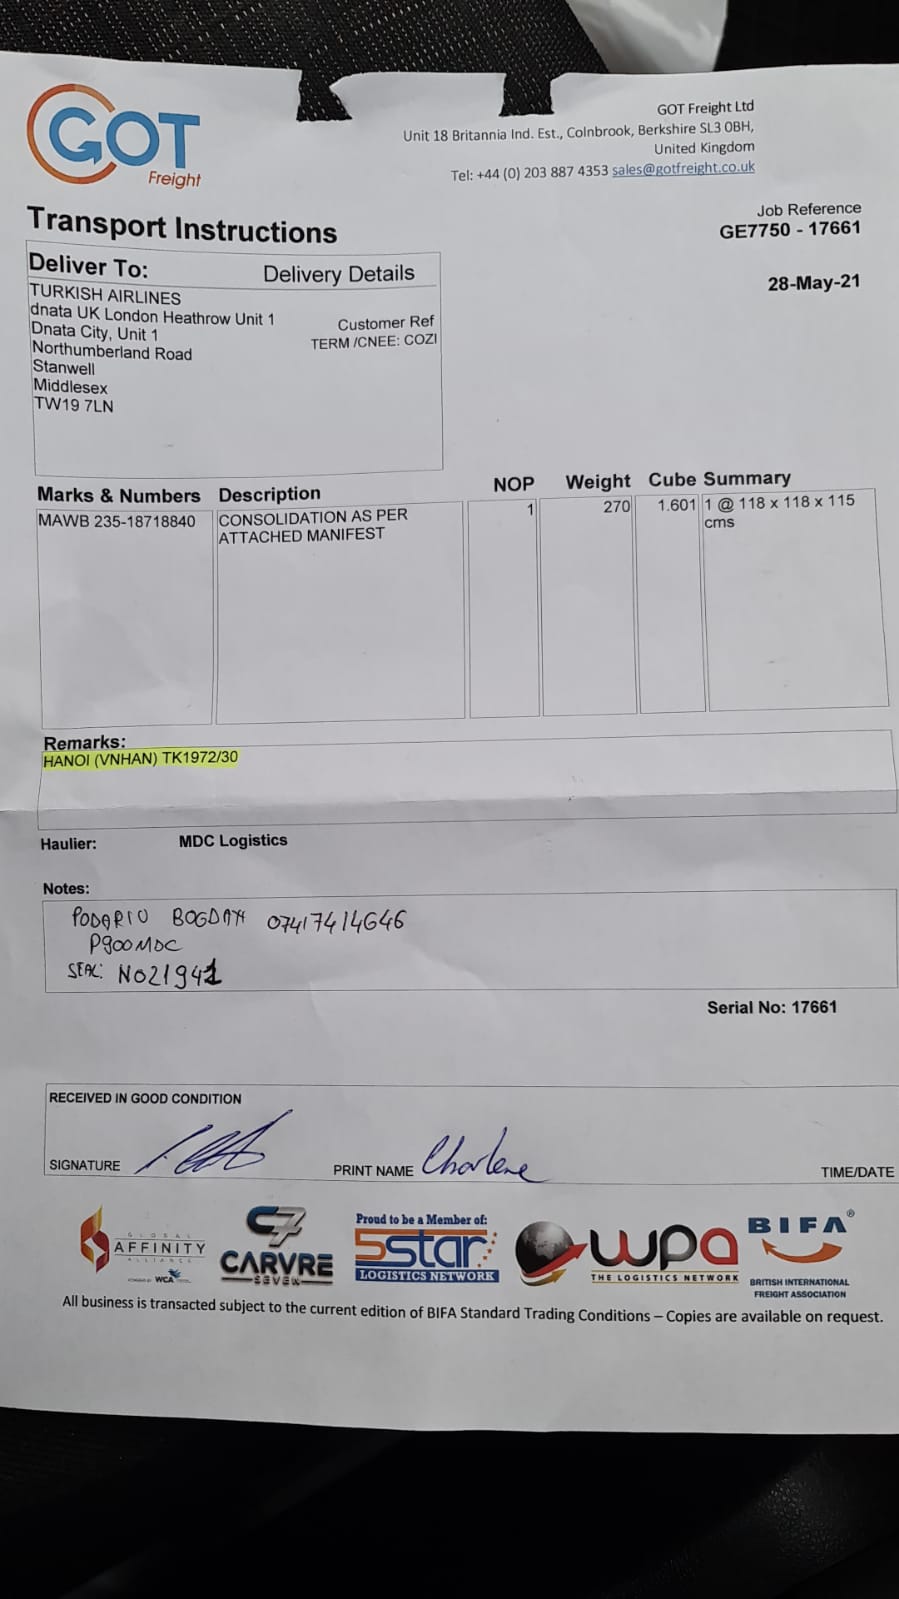 GOT
Freight
GOT Freight Ltd
Unit 18 Britannia Ind. Est., Colnbrook, Berkshire SL3 0BH,
United Kingdom
Tel: +44 (0) 203 887 4353 sales@gotfreight.co.uk
Transport Instructions
Job Reference
GE7750 - 17661
28-May-21
Deliver To: Delivery Details
TURKISH AIRLINES
dnata UK London Heathrow Unit 1
Dnata City, Unit 1
Northumberland Road
Stanwell
Middlesex
TW19 7LN
Customer Ref
TERM /CNEE: COZI
Marks & Numbers Description NOP Weight Cube Summary
MAWB 235-18718840 CONSOLIDATION AS PER 1 270 1.601 1 @ 118 x 118 x 115
ATTACHED MANIFEST cms
Remarks:
HANOI (VNHAN) TK1972/30
Haulier: MDC Logistics
Notes:
BOGDAN 07417414646
P900MDC
SEAL: N021941
Serial No: 17661
RECEIVED IN GOOD CONDITION
SIGNATURE PRINT NAME Charlene TIME/DATE
GLOBAL
AFFINITY
ALLIANCE
POWERED BY WCA
C7
CARVRE
SEVEN
Proud to be a Member of:
5star
LOGISTICS NETWORK
wpa
THE LOGISTICS NETWORK
BIFA®
BRITISH INTERNATIONAL
FREIGHT ASSOCIATION
All business is transacted subject to the current edition of BIFA Standard Trading Conditions – Copies are available on request.